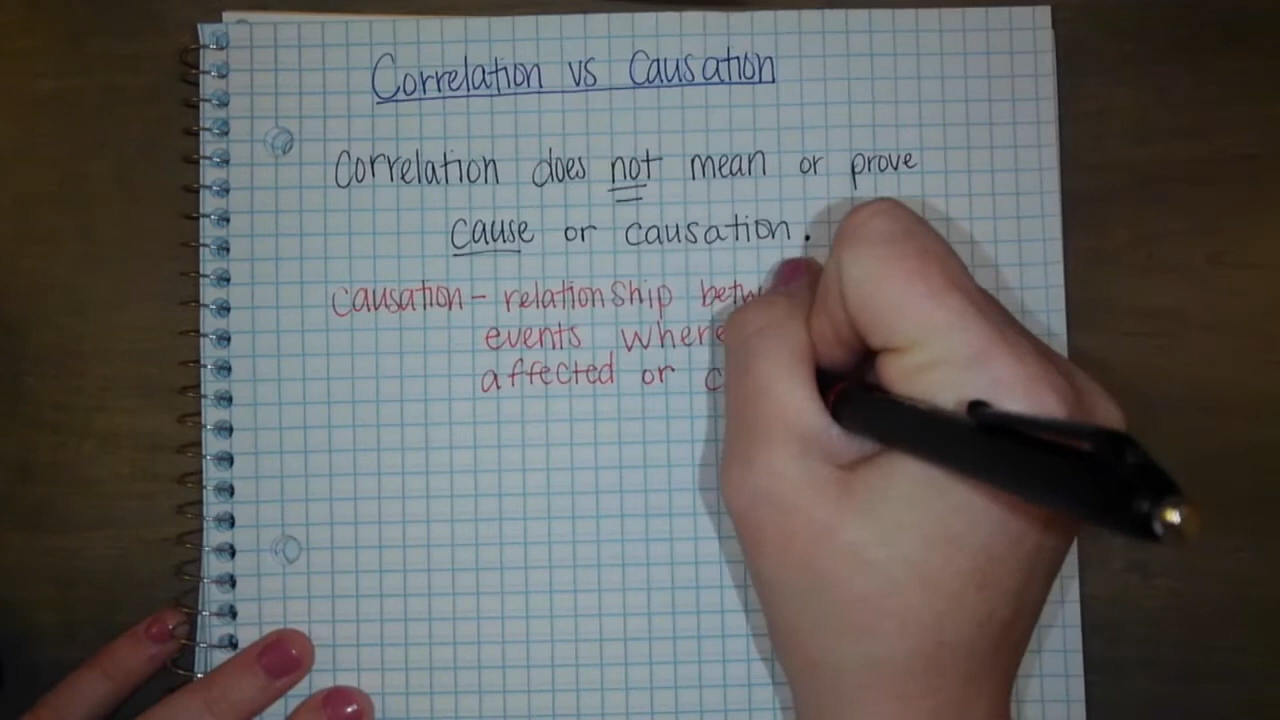 Correlation vs Causation
Correlation does not mean or prove
cause or causation.
causation - relationship
events where
affected or